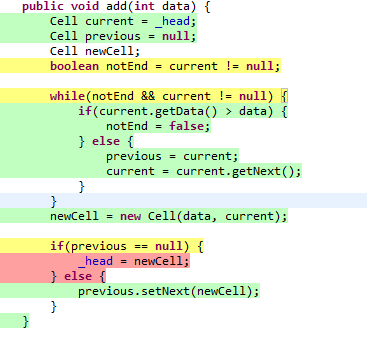 public void add(int data) {
    Cell current = _head;
    Cell previous = null;
    Cell newCell;
    boolean notEnd = current != null;
    while(notEnd && current != null) {
        if(current.getData() > data) {
            notEnd = false;
        } else {
            previous = current;
            current = current.getNext();
        }
    }
    newCell = new Cell(data, current);
    if(previous == null) {
        _head = newCell;
    } else {
        previous.setNext(newCell);
    }
}